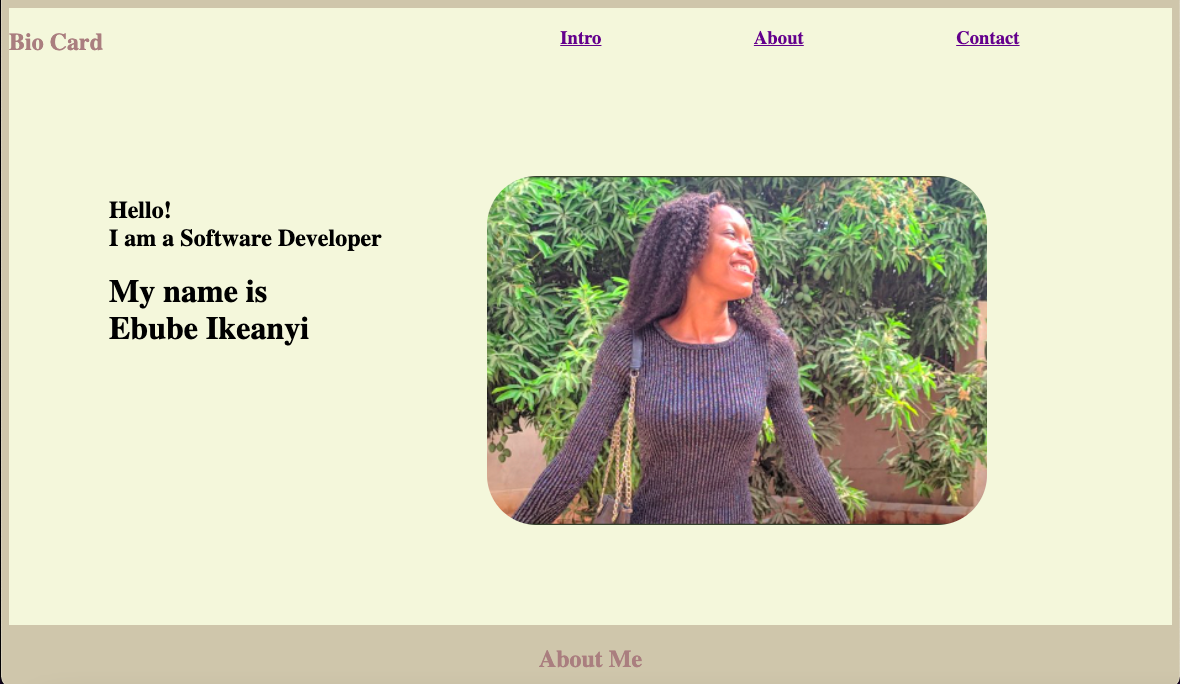 Bio Card
Intro
About
Contact
Hello!
I am a Software Developer
My name is
Ebube Ikeanyi
About Me